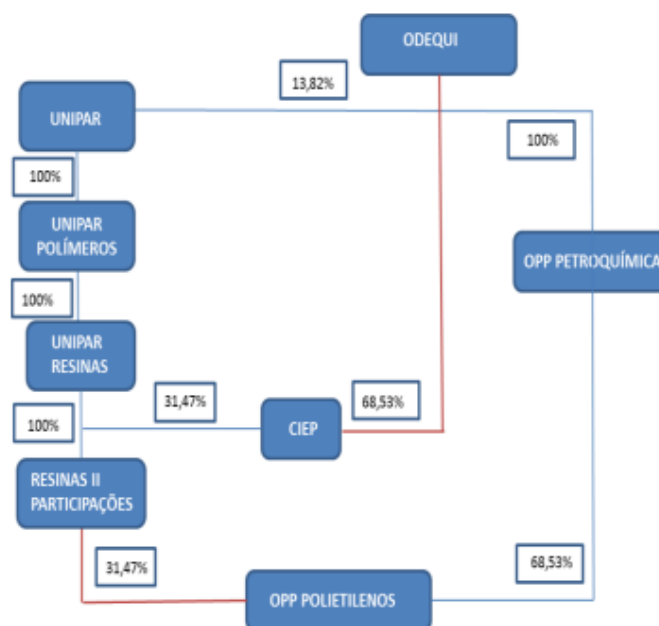 ODEQUI
13,82%
UNIPAR
100%
100%
UNIPAR
POLÍMEROS
OPP PETROQUÍMICA
100%
UNIPAR
RESINAS
31,47%
68,53%
CIEP
100%
RESINAS II
PARTICIPAÇÕES
31,47%
68,53%
OPP POLIETILENOS